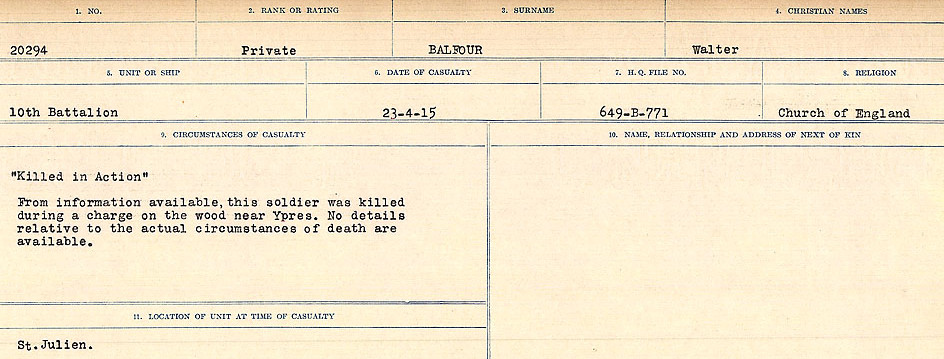 1. NO. 2. RANK OR RATING 3. SURNAME 4. CHRISTIAN NAMES
20294 Private BALFOUR Walter
5. UNIT OR SHIP 6. DATE OF CASUALTY 7. H. Q. FILE NO. 8. RELIGION
10th Battalion 23-4-15 649-B-771 Church of England
9. CIRCUMSTANCES OF CASUALTY 10. NAME, RELATIONSHIP AND ADDRESS OF NEXT OF KIN
"Killed in Action"
From information available, this soldier was killed
during a charge on the wood near Ypres. No details
relative to the actual circumstances of death are
available.
11. LOCATION OF UNIT AT TIME OF CASUALTY
St. Julien.